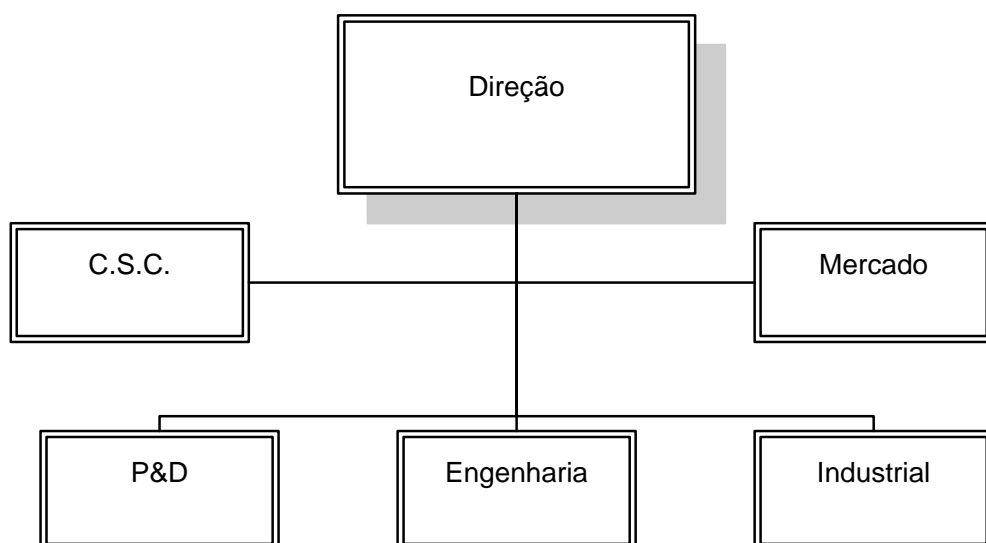 Direção
C.S.C.
Mercado
P&D
Engenharia
Industrial